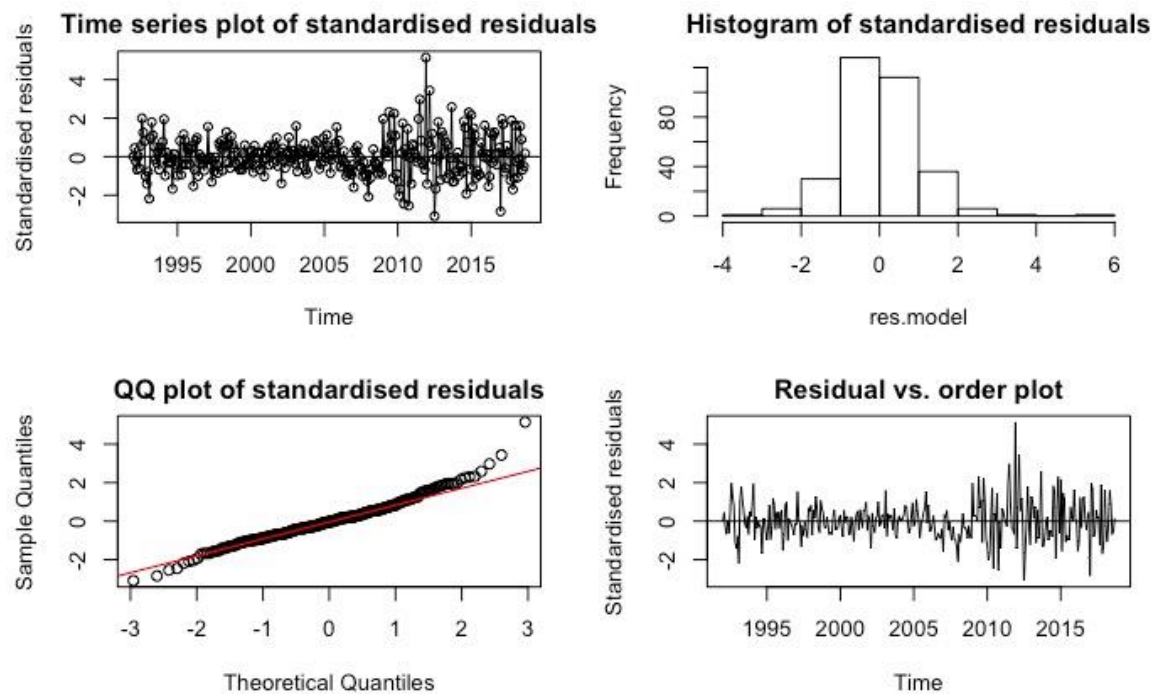 Time series plot of standardised residuals
Standardised residuals
4
2
0
-2
1995 2000 2005 2010 2015
Time
Histogram of standardised residuals
Frequency
80
40
0
-4 -2 0 2 4 6
res.model
QQ plot of standardised residuals
Sample Quantiles
4
2
0
-2
-3 -2 -1 0 1 2 3
Theoretical Quantiles
Residual vs. order plot
Standardised residuals
4
2
0
-2
1995 2000 2005 2010 2015
Time